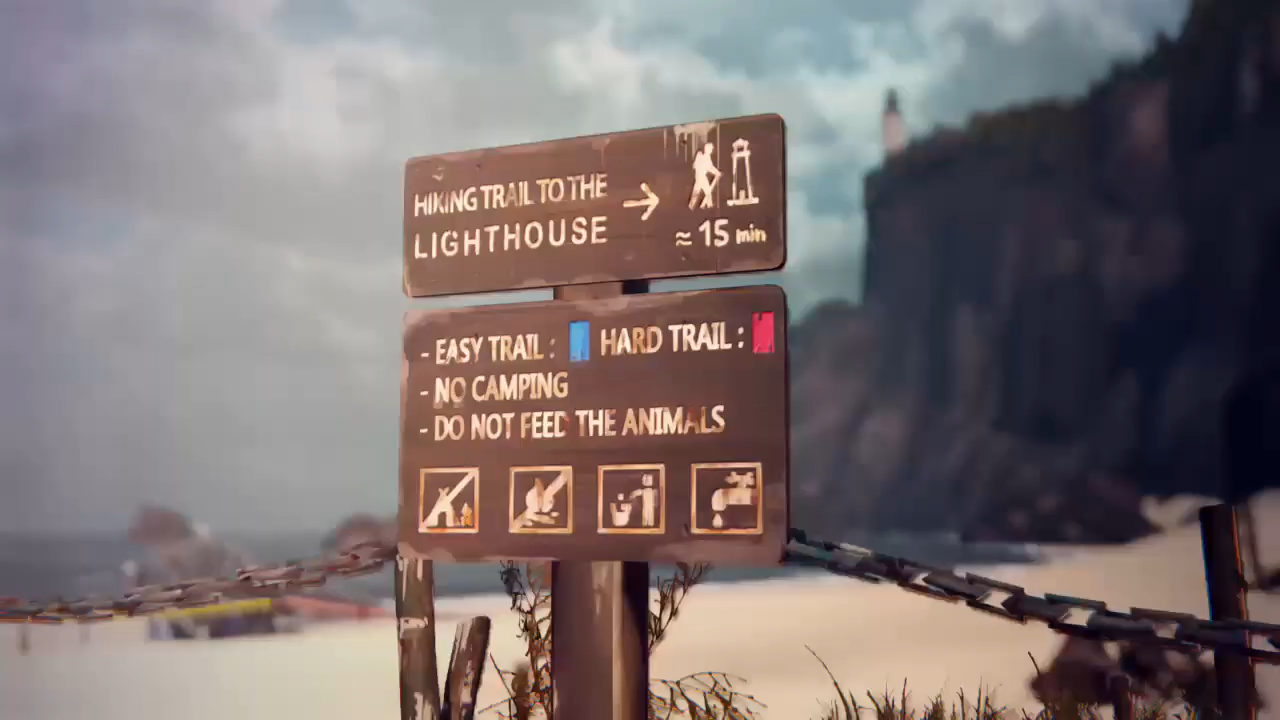 HIKING TRAIL TO THE
LIGHTHOUSE
≈ 15 min
- EASY TRAIL : HARD TRAIL :
- NO CAMPING
- DO NOT FEED THE ANIMALS